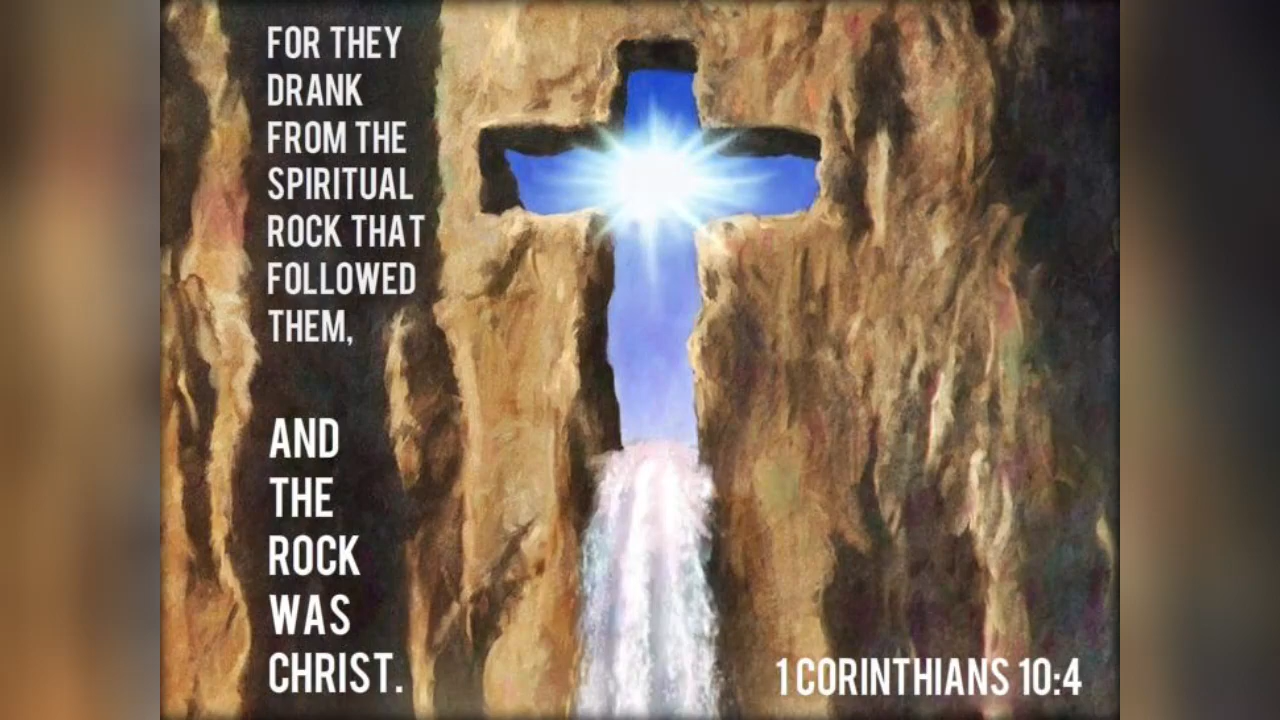 FOR THEY
DRANK
FROM THE
SPIRITUAL
ROCK THAT
FOLLOWED
THEM,
AND
THE
ROCK
WAS
CHRIST.
1 CORINTHIANS 10:4